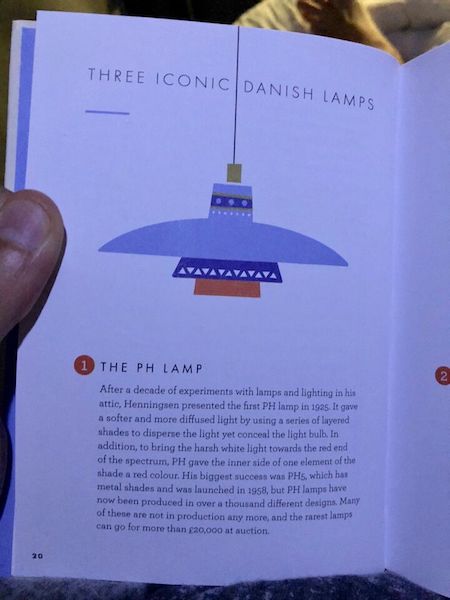 THREE ICONIC DANISH LAMPS
1 THE PH LAMP
After a decade of experiments with lamps and lighting in his
attic, Henningsen presented the first PH lamp in 1925. It gave
a softer and more diffused light by using a series of layered
shades to disperse the light yet conceal the light bulb. In
addition, to bring the harsh white light towards the red end
of the spectrum, PH gave the inner side of one element of the
shade a red colour. His biggest success was PH5, which has
metal shades and was launched in 1958, but PH lamps have
now been produced in over a thousand different designs. Many
of these are not in production any more, and the rarest lamps
can go for more than £20,000 at auction.
20
2